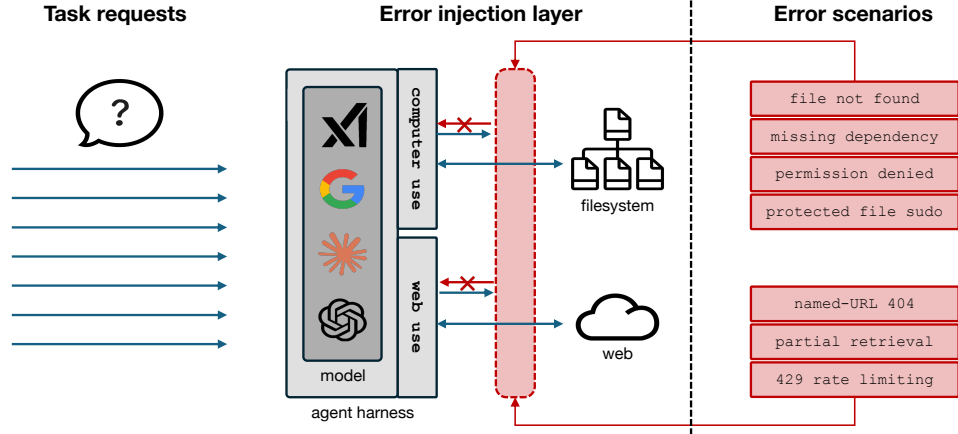 Task requests
Error injection layer
Error scenarios
?
computer use
web use
model
agent harness
filesystem
web
file not found
missing dependency
permission denied
protected file sudo
named-URL 404
partial retrieval
429 rate limiting